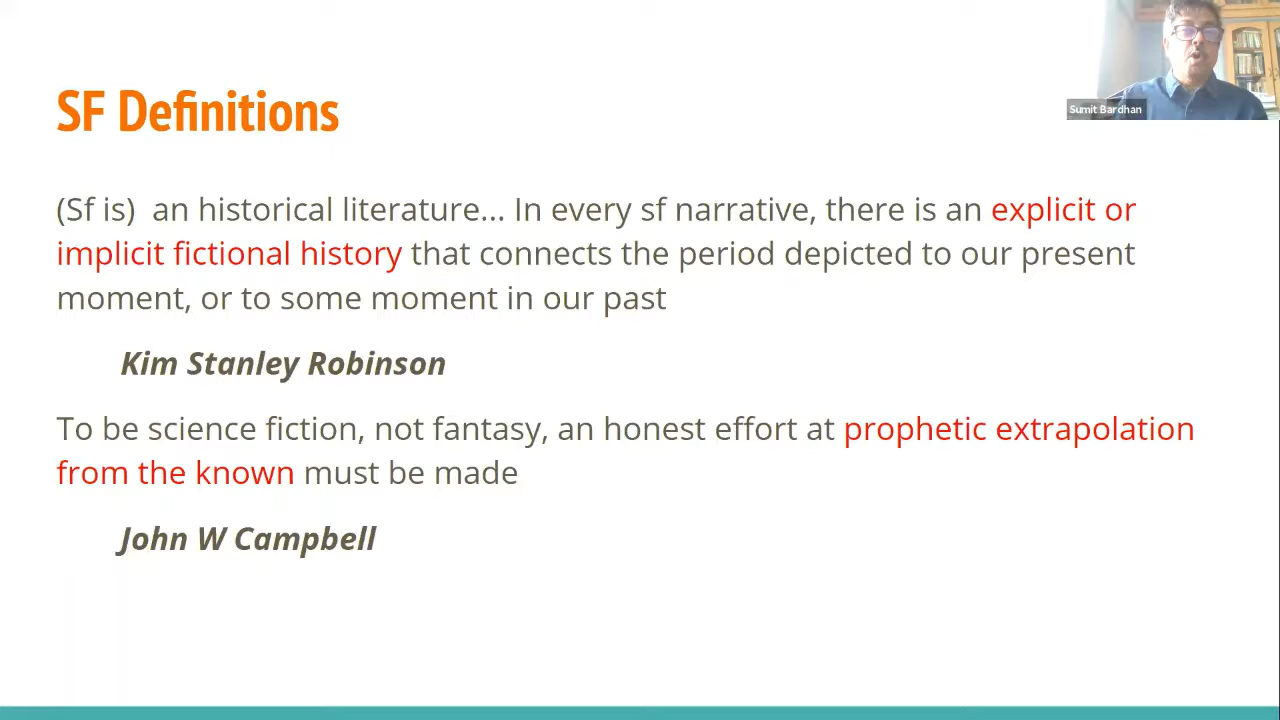 Sumit Bardhan
SF Definitions
(Sf is) an historical literature... In every sf narrative, there is an explicit or
implicit fictional history that connects the period depicted to our present
moment, or to some moment in our past
Kim Stanley Robinson
To be science fiction, not fantasy, an honest effort at prophetic extrapolation
from the known must be made
John W Campbell